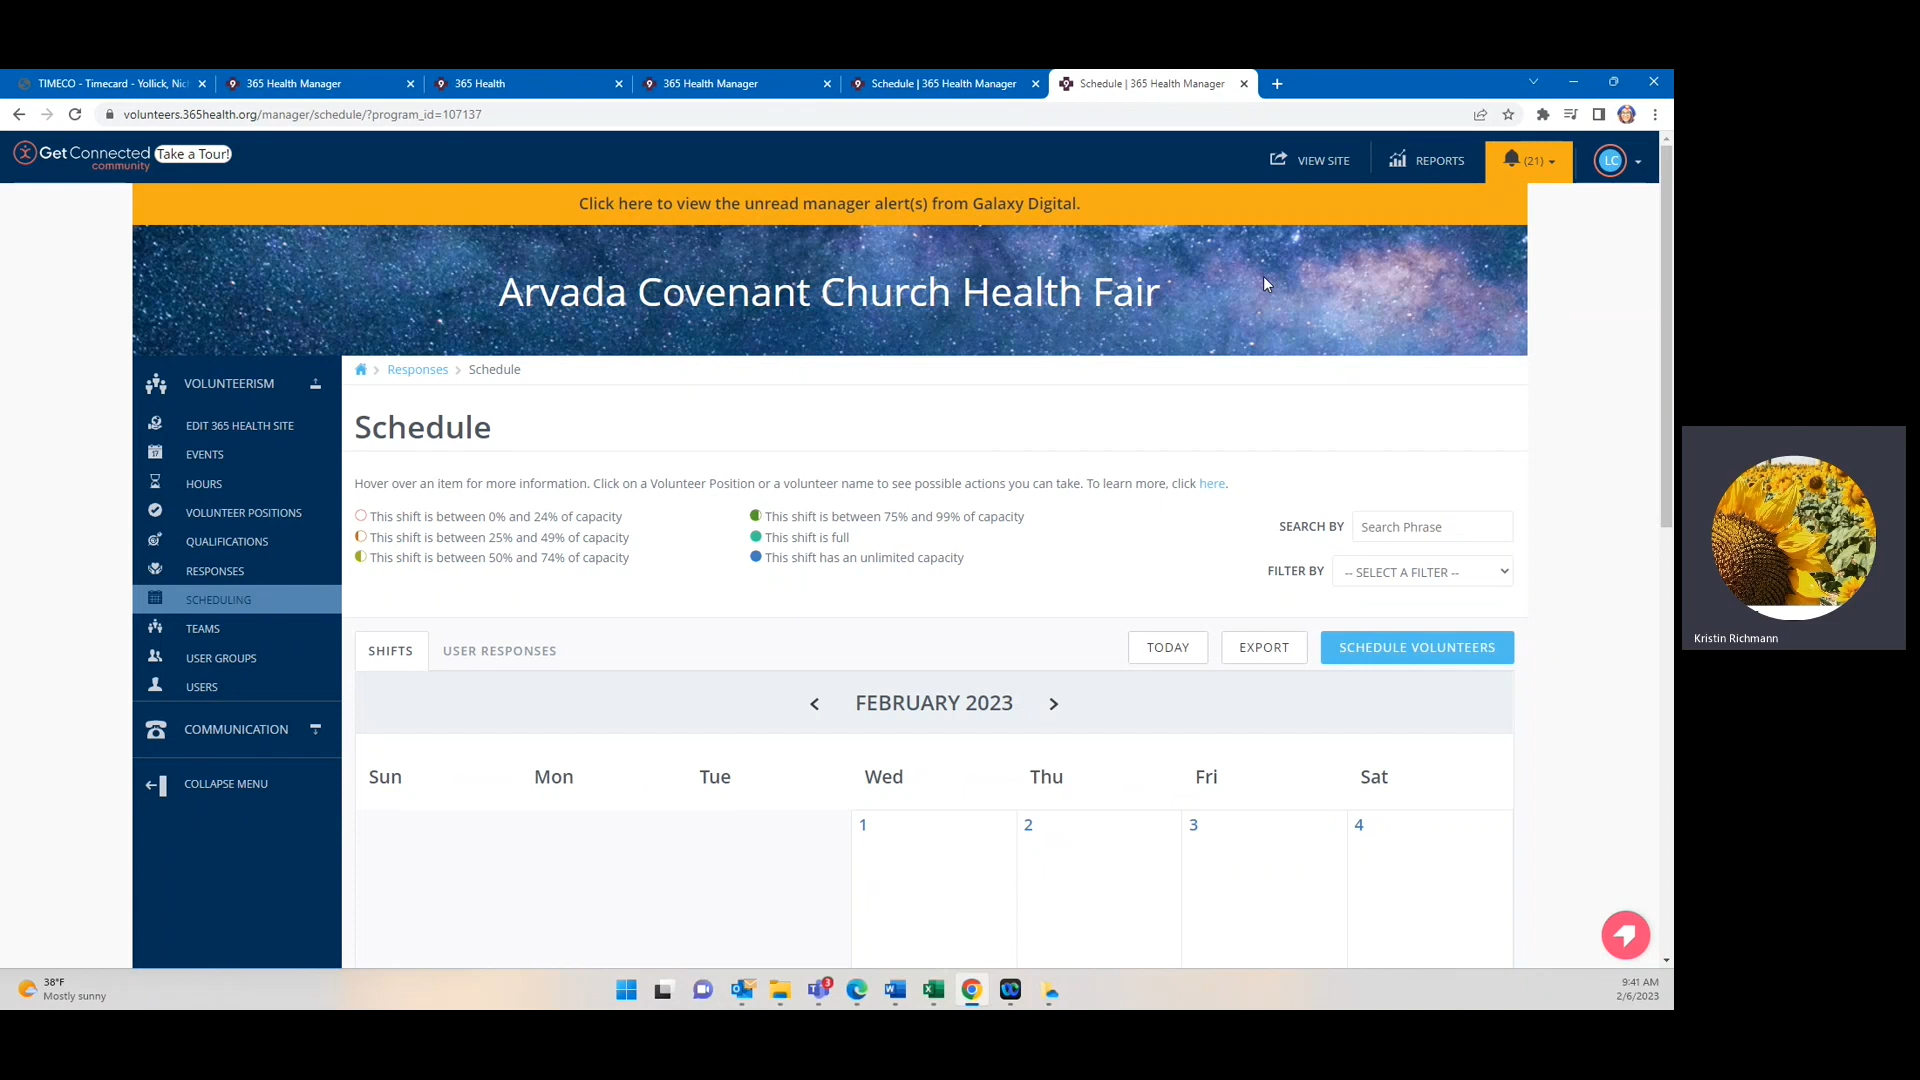 TIMECO - Timecard - Yollick, Nic
365 Health Manager
365 Health
365 Health Manager
Schedule | 365 Health Manager
Schedule | 365 Health Manager
volunteers.365health.org/manager/schedule/?program_id=107137
Get Connected
community
Take a Tour!
VIEW SITE
REPORTS
(21)
LC
Click here to view the unread manager alert(s) from Galaxy Digital.
Arvada Covenant Church Health Fair
VOLUNTEERISM
EDIT 365 HEALTH SITE
17
EVENTS
HOURS
VOLUNTEER POSITIONS
QUALIFICATIONS
RESPONSES
SCHEDULING
TEAMS
USER GROUPS
USERS
COMMUNICATION
COLLAPSE MENU
> Responses > Schedule
Schedule
Hover over an item for more information. Click on a Volunteer Position or a volunteer name to see possible actions you can take. To learn more, click here.
This shift is between 0% and 24% of capacity
This shift is between 25% and 49% of capacity
This shift is between 50% and 74% of capacity
This shift is between 75% and 99% of capacity
This shift is full
This shift has an unlimited capacity
SEARCH BY
Search Phrase
FILTER BY
-- SELECT A FILTER --
SHIFTS
USER RESPONSES
TODAY
EXPORT
SCHEDULE VOLUNTEERS
< FEBRUARY 2023 >
Sun Mon Tue Wed Thu Fri Sat
1 2 3 4
Kristin Richmann
38°F
Mostly sunny
3
9:41 AM
2/6/2023